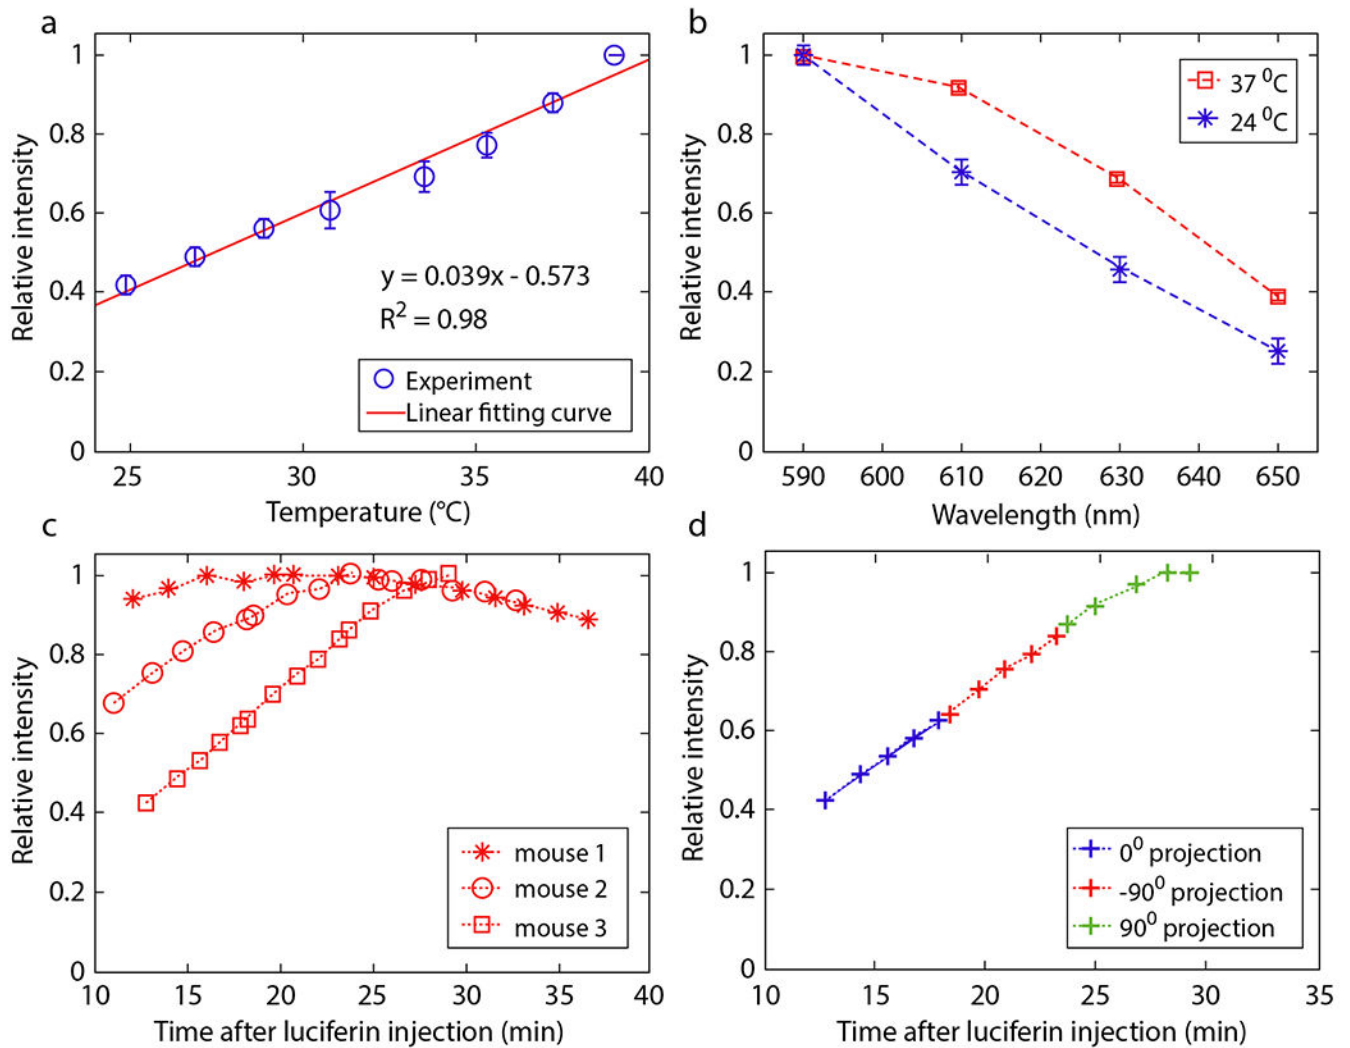 a
1
0.8
0.6
0.4
0.2
0
Relative intensity
y = 0.039x - 0.573
R² = 0.98
Experiment
Linear fitting curve
25 30 35 40
Temperature (°C)
b
1
0.8
0.6
0.4
0.2
0
Relative intensity
37 ⁰C
24 ⁰C
590 600 610 620 630 640 650
Wavelength (nm)
c
1
0.8
0.6
0.4
0.2
0
Relative intensity
mouse 1
mouse 2
mouse 3
10 15 20 25 30 35 40
Time after luciferin injection (min)
d
1
0.8
0.6
0.4
0.2
0
Relative intensity
0⁰ projection
-90⁰ projection
90⁰ projection
10 15 20 25 30 35
Time after luciferin injection (min)